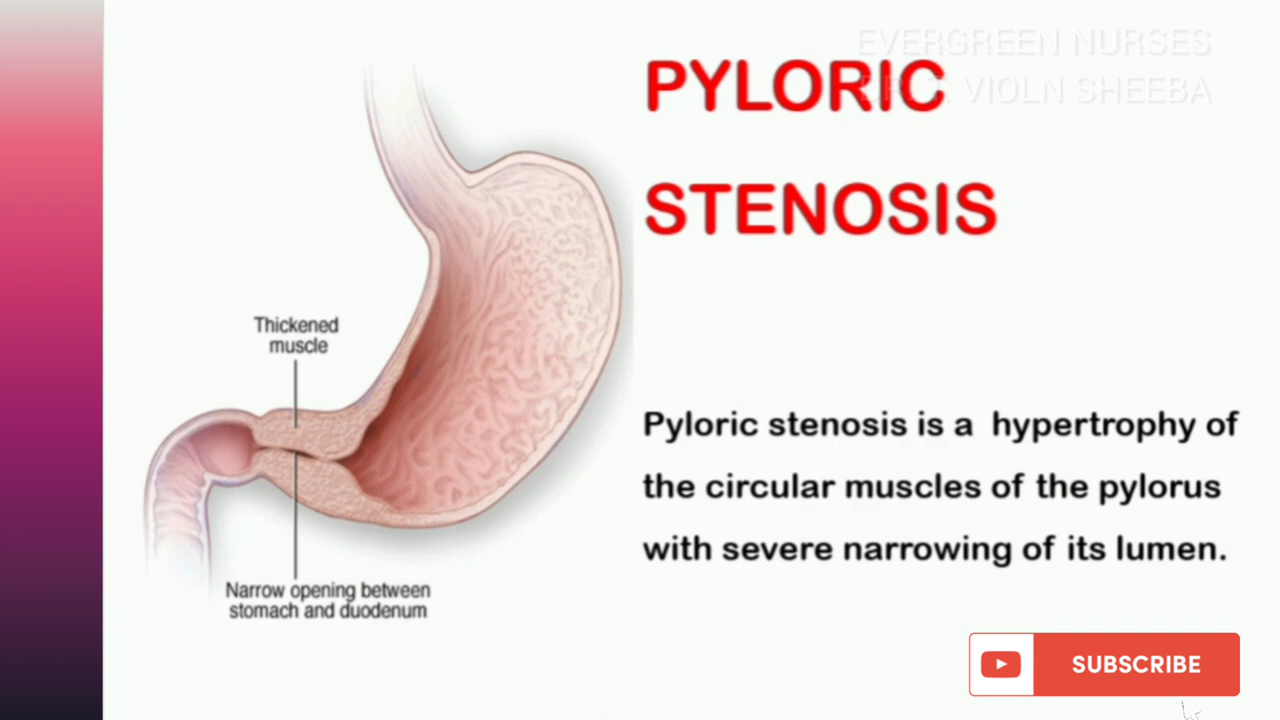 EVERGREEN NURSES
DR. T. VIOLN SHEEBA
PYLORIC
STENOSIS
Thickened
muscle
Pyloric stenosis is a hypertrophy of
the circular muscles of the pylorus
with severe narrowing of its lumen.
Narrow opening between
stomach and duodenum
SUBSCRIBE